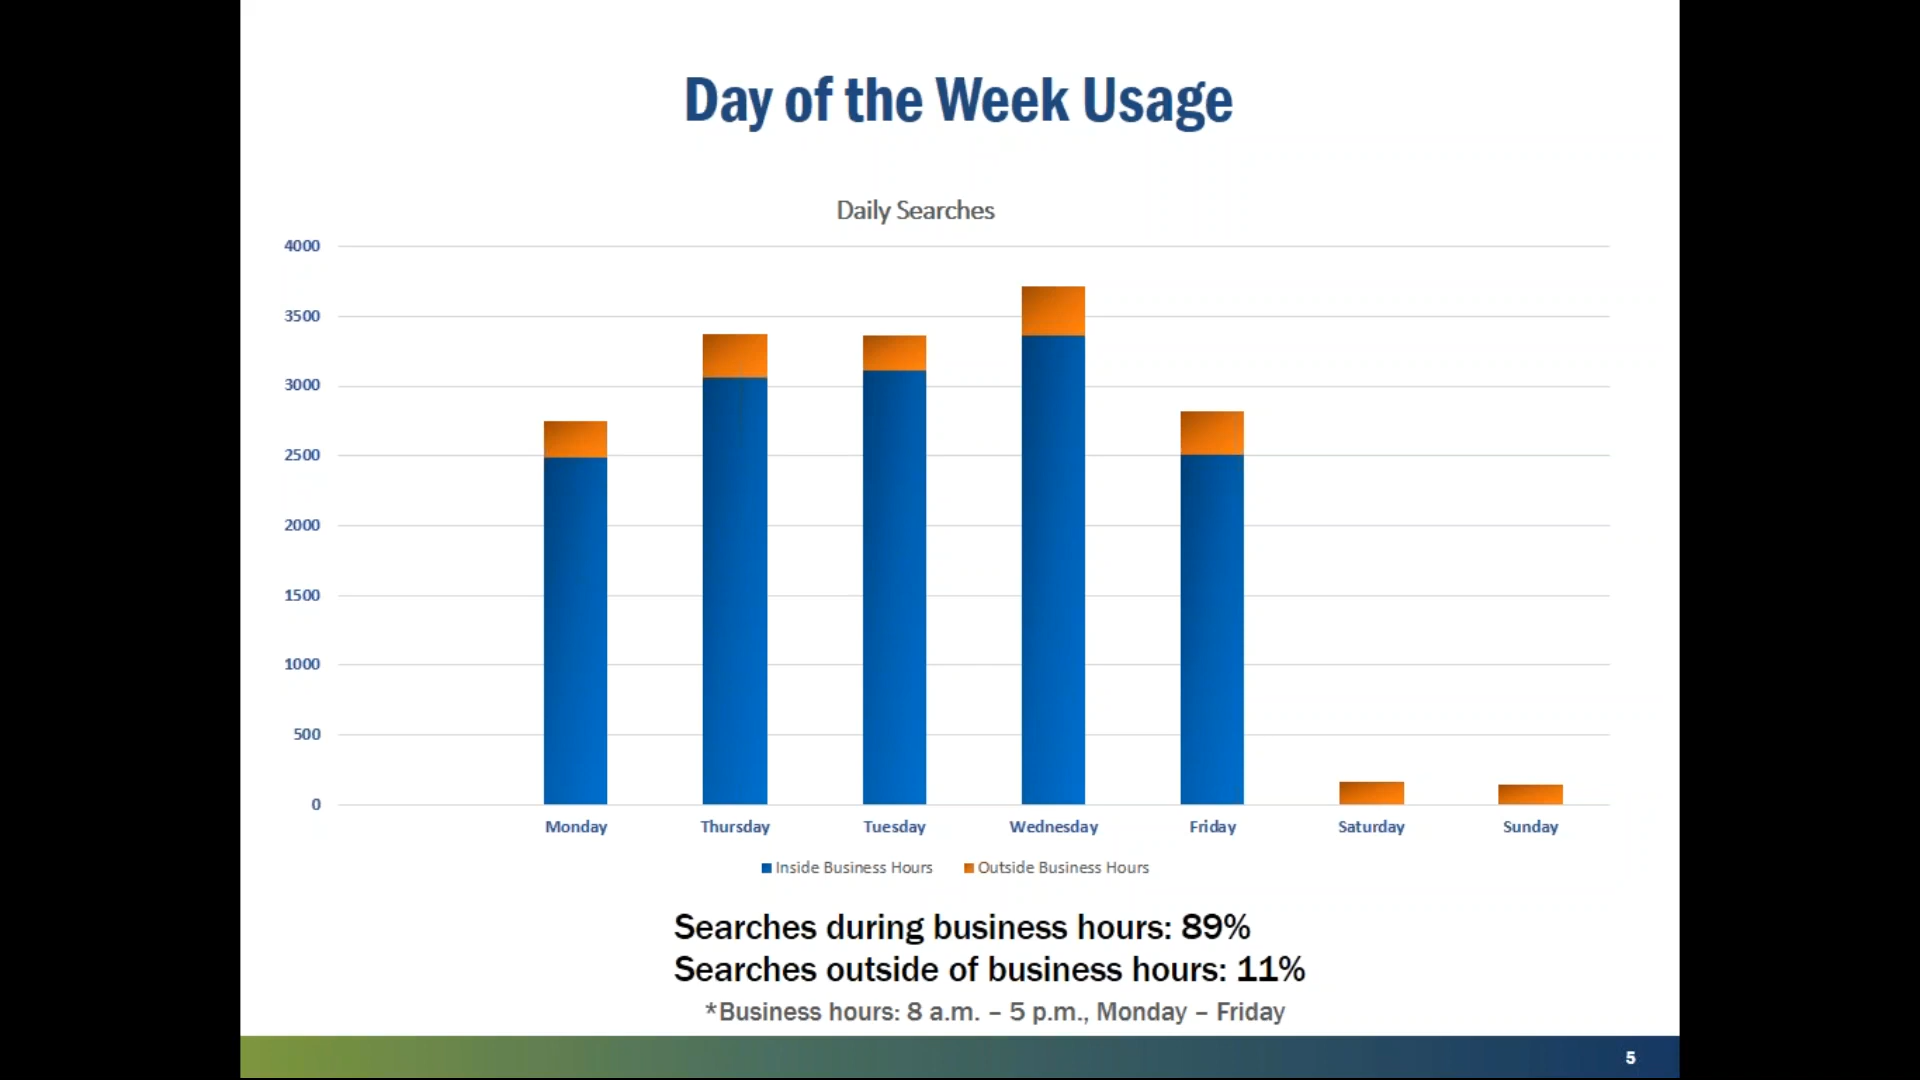 Day of the Week Usage
Daily Searches
4000
3500
3000
2500
2000
1500
1000
500
0
Monday Thursday Tuesday Wednesday Friday Saturday Sunday
Inside Business Hours Outside Business Hours
Searches during business hours: 89%
Searches outside of business hours: 11%
*Business hours: 8 a.m. – 5 p.m., Monday – Friday
5